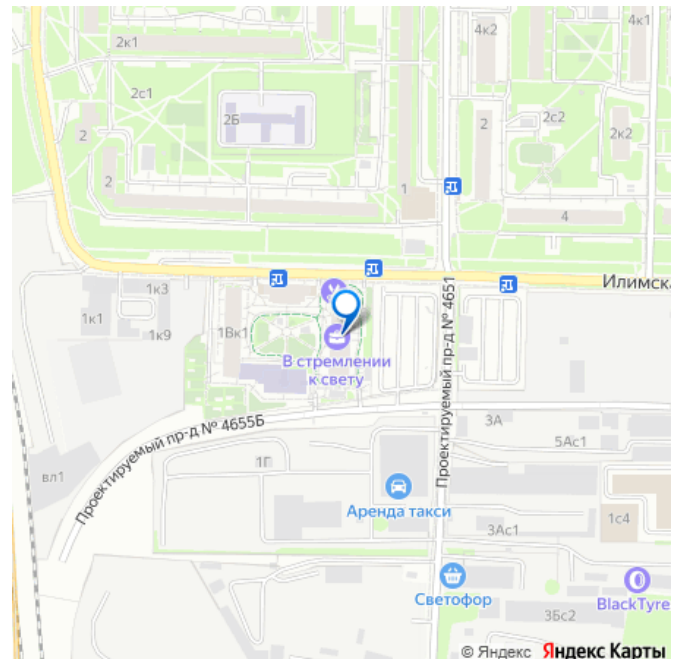 2к1
4к2
4к1
2с1
2Б
2
2
2с2
2к2
2
1
4
Илимска
1к3
1к1
1к9
1Вк1
В стремлении
к свету
Проектируемый пр-д № 4651
Проектируемый пр-д № 4655Б
3А
5Ас1
вл1
1Г
Аренда такси
1с4
3Ас1
Светофор
BlackTyre
3Бс2
© Яндекс Яндекс Карты